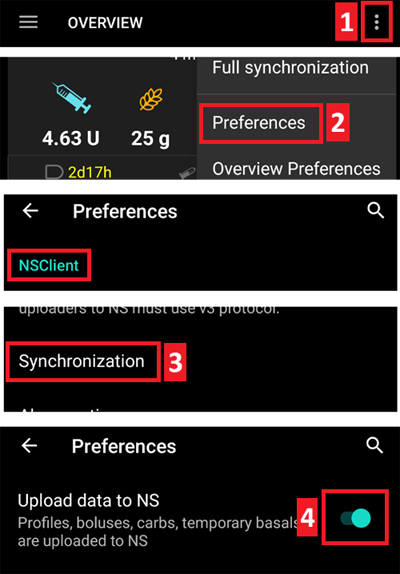 OVERVIEW
1
Full synchronization
4.63 U
25 g
Preferences
2
2d17h
Overview Preferences
Preferences
NSClient
uploaders to NS must use v3 protocol.
Synchronization
3
Preferences
Upload data to NS
Profiles, boluses, carbs, temporary basals
are uploaded to NS
4